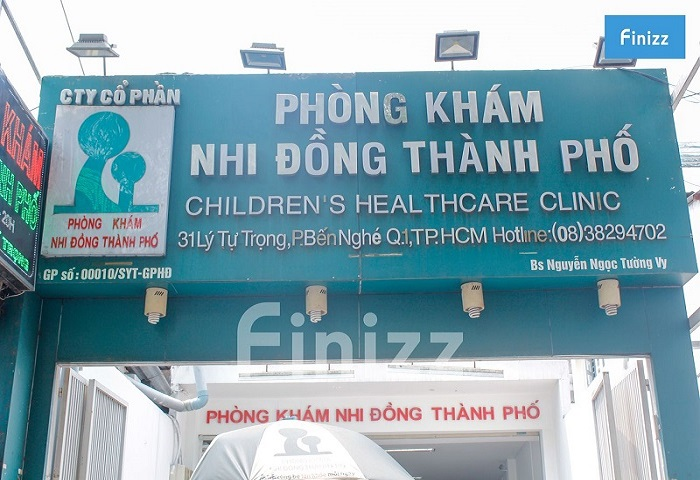 Finizz
CTY CỔ PHẦN
PHÒNG KHÁM
NHI ĐỒNG THÀNH PHỐ
PHÒNG KHÁM
NHI ĐỒNG THÀNH PHỐ
CHILDREN'S HEALTHCARE CLINIC
31 Lý Tự Trọng, P.Bến Nghé Q.1, TP. HCM Hotline: (08) 38294702
GP số: 00010/SYT-GPHĐ
Bs Nguyễn Ngọc Tường Vy
KHÁM
PHỐ
Finizz
PHÒNG KHÁM NHI ĐỒNG THÀNH PHỐ